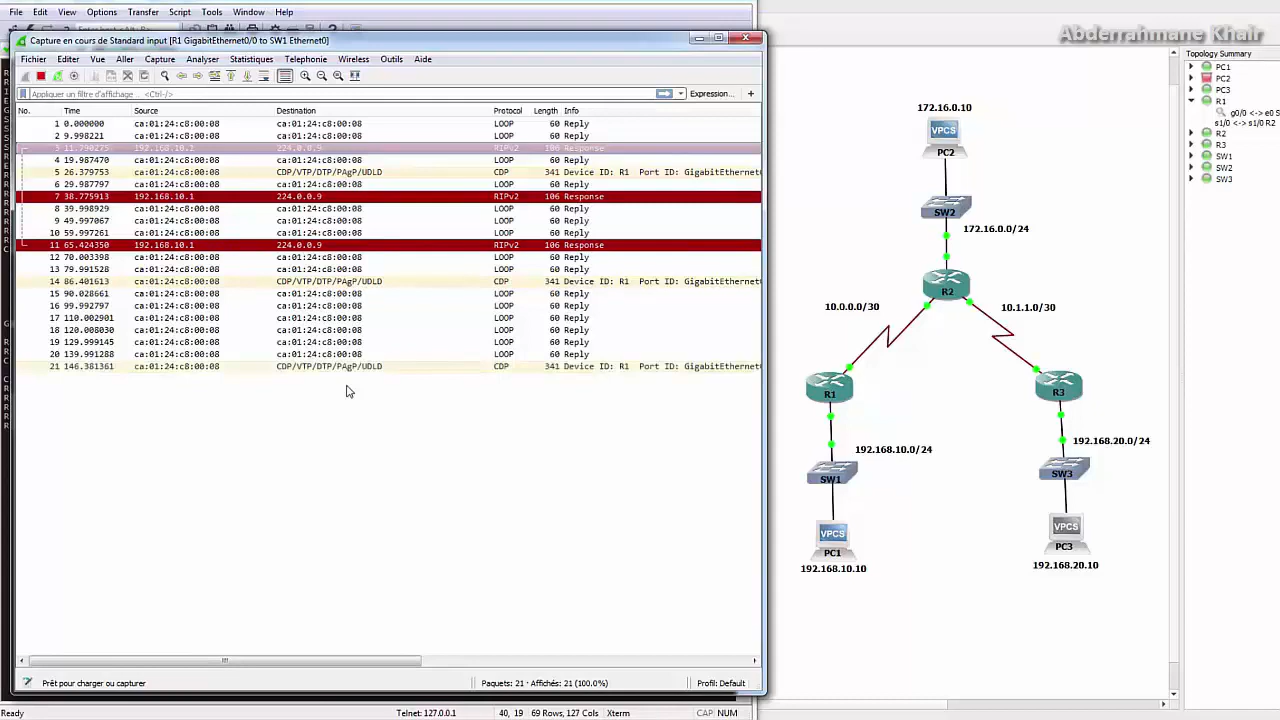 File Edit View Options Transfer Script Tools Window Help
Abderrahmane Khair
Capture en cours de Standard input [R1 GigabitEthernet0/0 to SW1 Ethernet0]
Fichier Editer Vue Aller Capture Analyser Statistiques Telephonie Wireless Outils Aide
Appliquer un filtre d'affichage ... <Ctrl-/> Expression... +
No. Time Source Destination Protocol Length Info
1 0.000000 ca:01:24:c8:00:08 ca:01:24:c8:00:08 LOOP 60 Reply
2 9.998221 ca:01:24:c8:00:08 ca:01:24:c8:00:08 LOOP 60 Reply
3 11.790275 192.168.10.1 224.0.0.9 RIPv2 106 Response
4 19.987470 ca:01:24:c8:00:08 ca:01:24:c8:00:08 LOOP 60 Reply
5 26.379753 ca:01:24:c8:00:08 CDP/VTP/DTP/PAgP/UDLD CDP 341 Device ID: R1 Port ID: GigabitEthernet
6 29.987797 ca:01:24:c8:00:08 ca:01:24:c8:00:08 LOOP 60 Reply
7 38.775913 192.168.10.1 224.0.0.9 RIPv2 106 Response
8 39.998929 ca:01:24:c8:00:08 ca:01:24:c8:00:08 LOOP 60 Reply
9 49.997067 ca:01:24:c8:00:08 ca:01:24:c8:00:08 LOOP 60 Reply
10 59.997261 ca:01:24:c8:00:08 ca:01:24:c8:00:08 LOOP 60 Reply
11 65.424350 192.168.10.1 224.0.0.9 RIPv2 106 Response
12 70.003398 ca:01:24:c8:00:08 ca:01:24:c8:00:08 LOOP 60 Reply
13 79.991528 ca:01:24:c8:00:08 ca:01:24:c8:00:08 LOOP 60 Reply
14 86.401613 ca:01:24:c8:00:08 CDP/VTP/DTP/PAgP/UDLD CDP 341 Device ID: R1 Port ID: GigabitEthernet
15 90.028661 ca:01:24:c8:00:08 ca:01:24:c8:00:08 LOOP 60 Reply
16 99.992797 ca:01:24:c8:00:08 ca:01:24:c8:00:08 LOOP 60 Reply
17 110.002901 ca:01:24:c8:00:08 ca:01:24:c8:00:08 LOOP 60 Reply
18 120.008030 ca:01:24:c8:00:08 ca:01:24:c8:00:08 LOOP 60 Reply
19 129.999145 ca:01:24:c8:00:08 ca:01:24:c8:00:08 LOOP 60 Reply
20 139.991288 ca:01:24:c8:00:08 ca:01:24:c8:00:08 LOOP 60 Reply
21 146.381361 ca:01:24:c8:00:08 CDP/VTP/DTP/PAgP/UDLD CDP 341 Device ID: R1 Port ID: GigabitEthernet
Prêt pour charger ou capturer Paquets: 21 · Affichés: 21 (100.0%) Profil: Default
Ready Telnet: 127.0.0.1 40, 19 69 Rows, 127 Cols Xterm CAP NUM
172.16.0.10
VPCS
PC2
SW2
172.16.0.0/24
R2
10.0.0.0/30 10.1.1.0/30
R1 R3
192.168.10.0/24 192.168.20.0/24
SW1 SW3
VPCS VPCS
PC1 PC3
192.168.10.10 192.168.20.10
Topology Summary
PC1
PC2
PC3
R1
g0/0 <-> e0 S
s1/0 <-> s1/0 R2
R2
R3
SW1
SW2
SW3